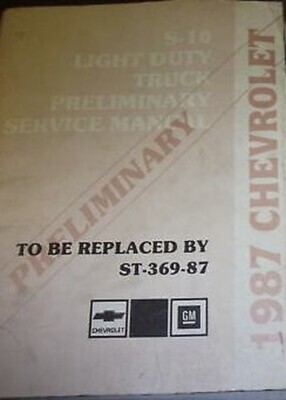 S-10
LIGHT DUTY
TRUCK
PRELIMINARY
SERVICE MANUAL
PRELIMINARY
1987 CHEVROLET
TO BE REPLACED BY
ST-369-87
CHEVROLET
GM